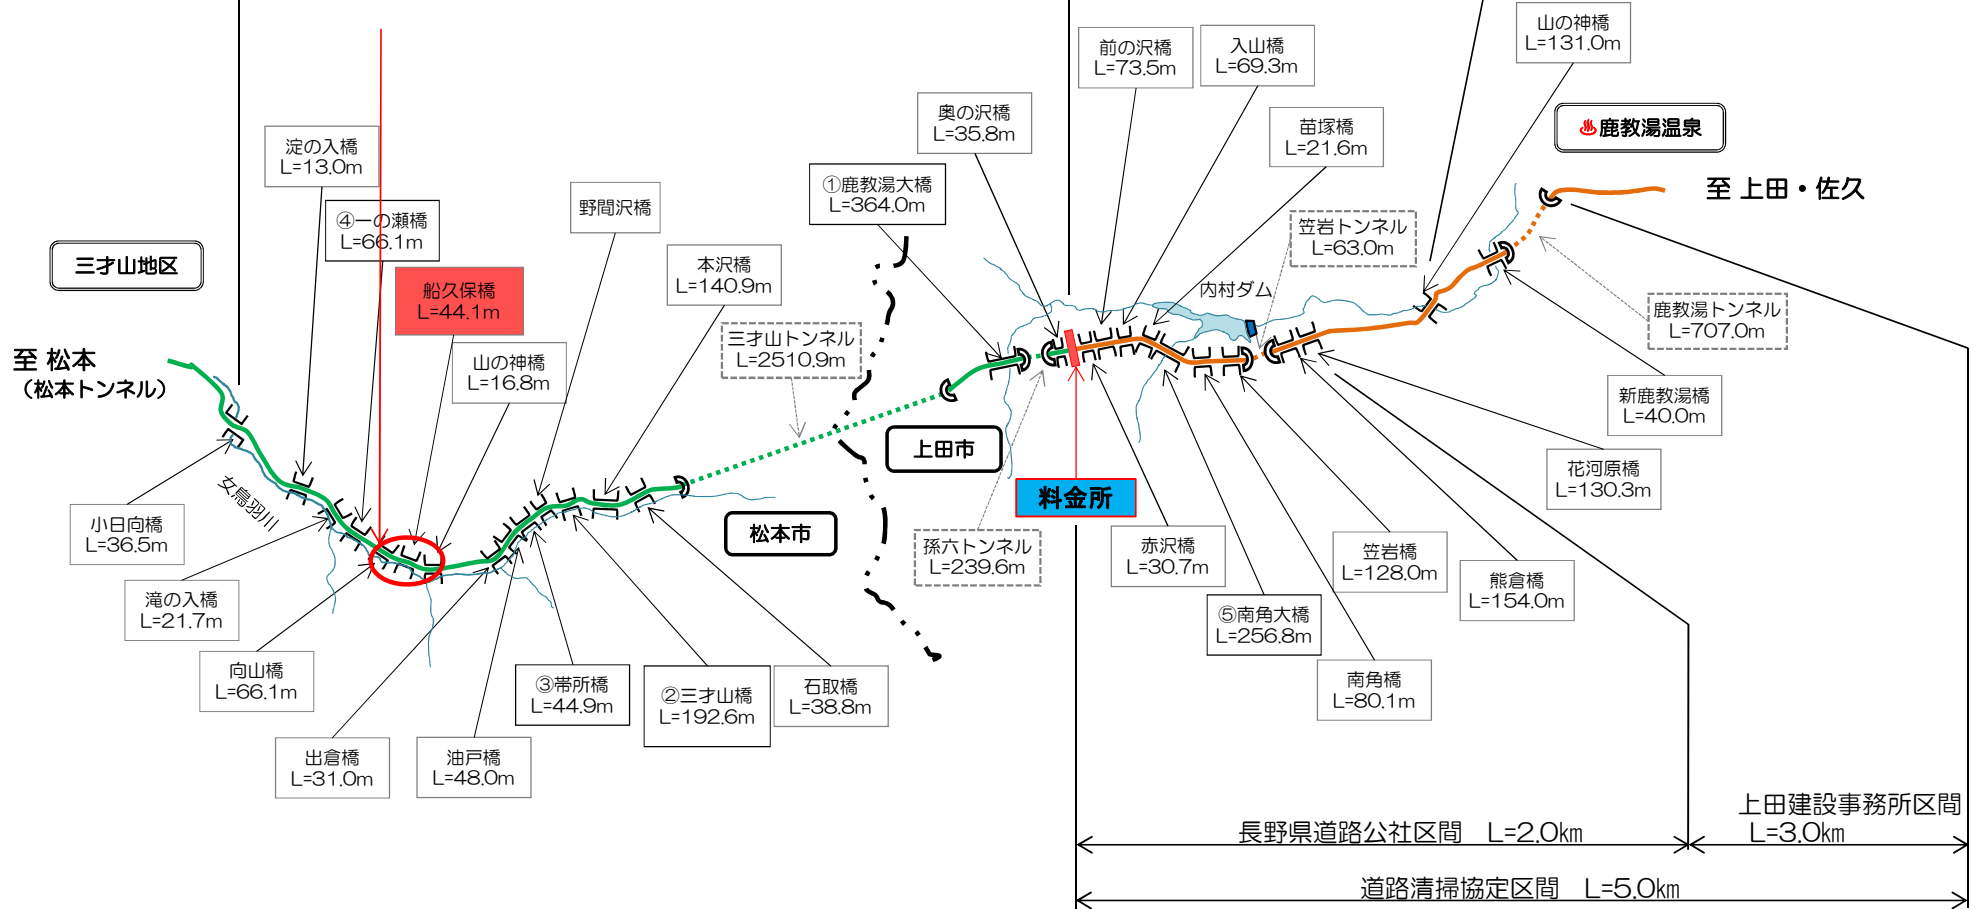 山の神橋
L=131.0m
前の沢橋
L=73.5m
入山橋
L=69.3m
奥の沢橋
L=35.8m
苗塚橋
L=21.6m
♨鹿教湯温泉
淀の入橋
L=13.0m
①鹿教湯大橋
L=364.0m
至 上田・佐久
野間沢橋
④一の瀬橋
L=66.1m
笠岩トンネル
L=63.0m
三才山地区
本沢橋
L=140.9m
船久保橋
L=44.1m
内村ダム
鹿教湯トンネル
L=707.0m
三才山トンネル
L=2510.9m
至 松本
（松本トンネル）
山の神橋
L=16.8m
新鹿教湯橋
L=40.0m
上田市
花河原橋
L=130.3m
女鳥羽川
料金所
小日向橋
L=36.5m
松本市
孫六トンネル
L=239.6m
赤沢橋
L=30.7m
笠岩橋
L=128.0m
熊倉橋
L=154.0m
滝の入橋
L=21.7m
⑤南角大橋
L=256.8m
向山橋
L=66.1m
③帯所橋
L=44.9m
②三才山橋
L=192.6m
石取橋
L=38.8m
南角橋
L=80.1m
出倉橋
L=31.0m
油戸橋
L=48.0m
上田建設事務所区間
L=3.0㎞
長野県道路公社区間 L=2.0㎞
道路清掃協定区間 L=5.0㎞